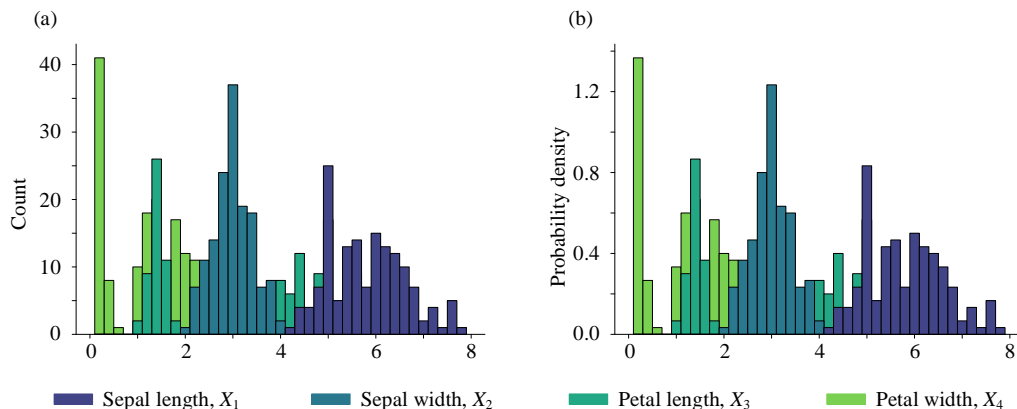 (a)
(b)
Count
40
30
20
10
0
0 2 4 6 8
Probability density
1.2
0.8
0.4
0.0
0 2 4 6 8
Sepal length, X₁
Sepal width, X₂
Petal length, X₃
Petal width, X₄